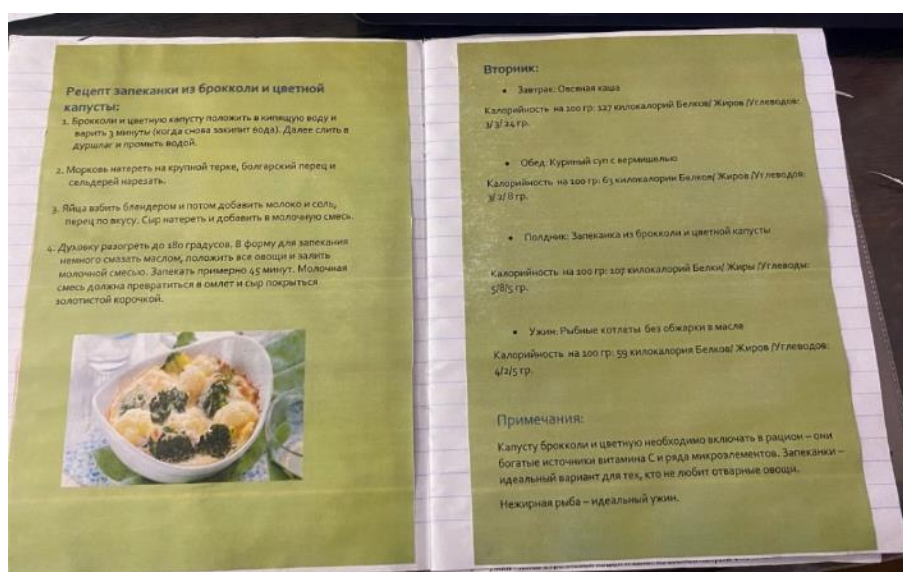 Рецепт запеканки из брокколи и цветной
капусты:
1. Брокколи и цветную капусту положить в кипящую воду и
варить 3 минуты (когда снова закипит вода). Далее слить в
дуршлаг и промыть водой.
2. Морковь натереть на крупной терке, болгарский перец и
сельдерей нарезать.
3. Яйца взбить блендером и потом добавить молоко и соль,
перец по вкусу. Сыр натереть и добавить в молочную смесь.
4. Духовку разогреть до 180 градусов. В форму для запекания
немного смазать маслом, положить все овощи и залить
молочной смесью. Запекать примерно 45 минут. Молочная
смесь должна превратиться в омлет и сыр покрыться
золотистой корочкой.
Вторник:
• Завтрак: Овсяная каша
Калорийность на 100 гр: 127 килокалорий Белков/ Жиров /Углеводов:
3/3/24 гр.
• Обед: Куриный суп с вермишелью
Калорийность на 100 гр: 63 килокалории Белков/ Жиров /Углеводов:
3/2/8 гр.
• Полдник: Запеканка из брокколи и цветной капусты
Калорийность на 100 гр: 107 килокалорий Белки/ Жиры /Углеводы:
5/8/5 гр.
• Ужин: Рыбные котлеты без обжарки в масле
Калорийность на 100 гр: 59 килокалория Белков/ Жиров /Углеводов:
4/2/5 гр.
Примечания:
Капусту брокколи и цветную необходимо включать в рацион – они
богатые источники витамина С и ряда микроэлементов. Запеканки –
идеальный вариант для тех, кто не любит отварные овощи.
Нежирная рыба – идеальный ужин.